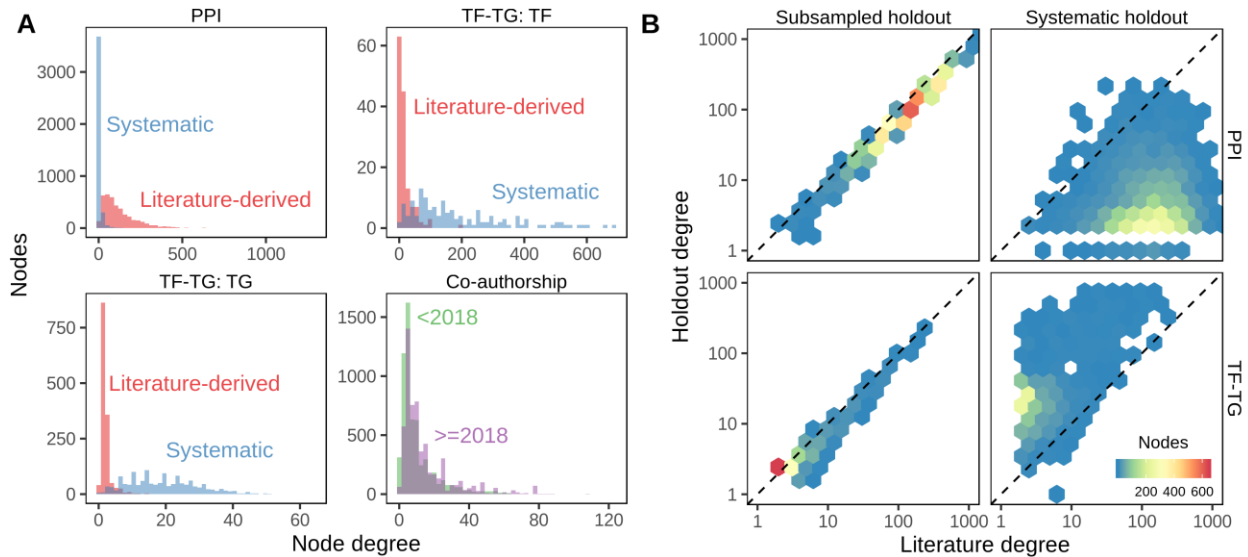 A
PPI
3000
2000
1000
0
0
500
1000
Systematic
Literature-derived
TF-TG: TF
60
40
20
0
0
200
400
600
Literature-derived
Systematic
TF-TG: TG
750
500
250
0
0
20
40
60
Literature-derived
Systematic
Co-authorship
1500
1000
500
0
0
40
80
120
<2018
>=2018
Nodes
Node degree
B
Subsampled holdout
Systematic holdout
1000
100
10
1
PPI
1000
100
10
1
TF-TG
1
10
100
1000
1
10
100
1000
Nodes
200 400 600
Holdout degree
Literature degree